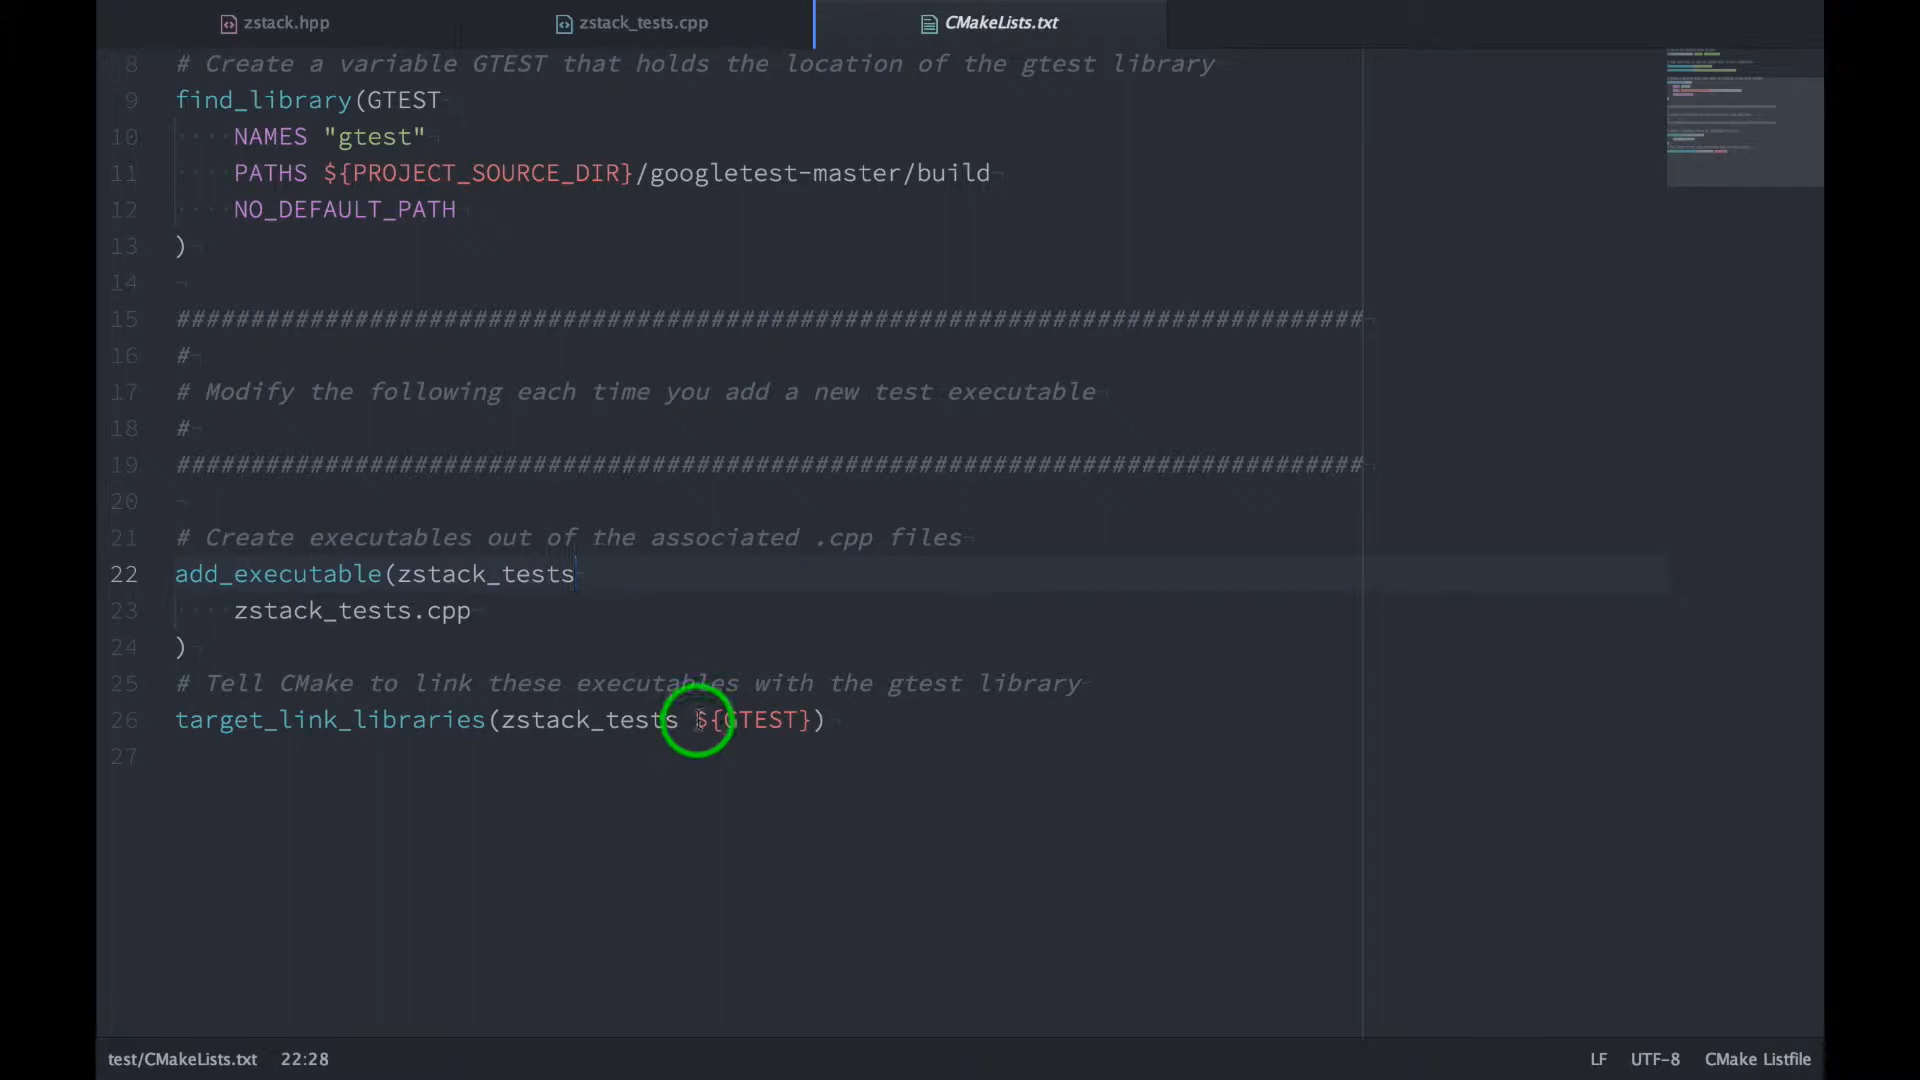 zstack.hpp
zstack_tests.cpp
CMakeLists.txt
8 # Create a variable GTEST that holds the location of the gtest library
9 find_library(GTEST
10 NAMES "gtest"
11 PATHS ${PROJECT_SOURCE_DIR}/googletest-master/build
12 NO_DEFAULT_PATH
13 )
14
15 ################################################################################
16 #
17 # Modify the following each time you add a new test executable
18 #
19 ################################################################################
20
21 # Create executables out of the associated .cpp files
22 add_executable(zstack_tests
23 zstack_tests.cpp
24 )
25 # Tell CMake to link these executables with the gtest library
26 target_link_libraries(zstack_tests ${GTEST})
27
test/CMakeLists.txt 22:28
LF UTF-8 CMake Listfile